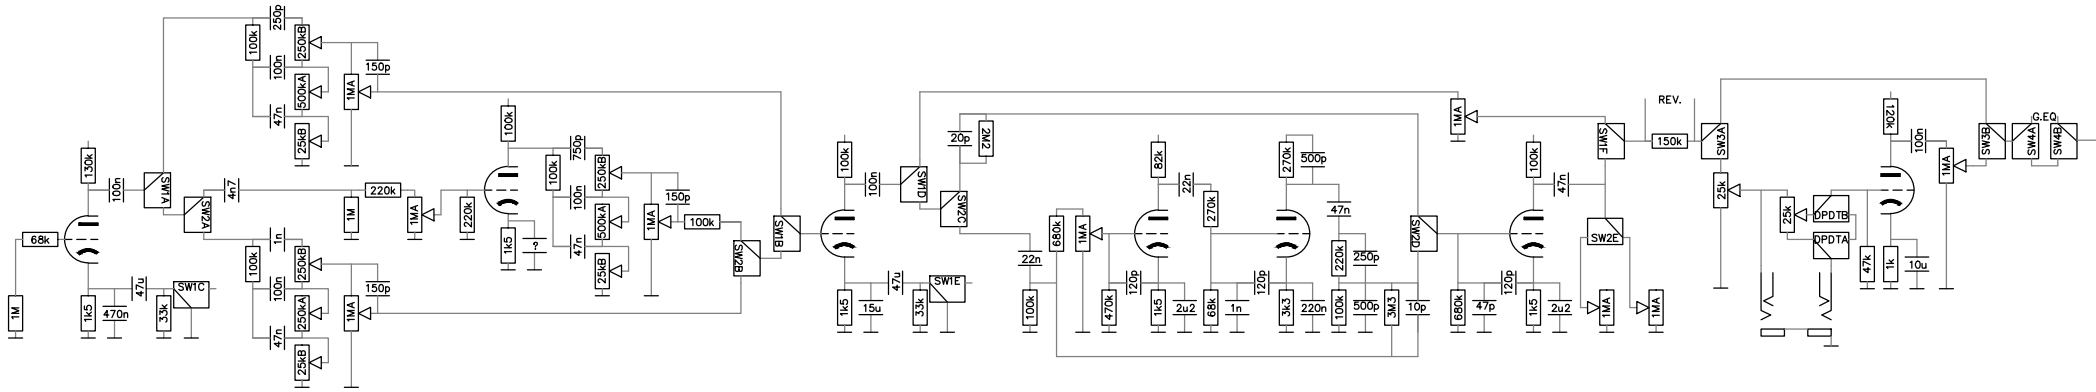 250p
100k
250kB
100n
500kA
47n
25kB
1MA
150p
130k
100n
SW1A
SW2A
4n7
68k
1M
1k5
470n
47u
33k
SW1C
1n
100k
250kB
100n
250kA
47n
25kB
1MA
150p
1M
220k
1MA
220k
100k
1k5
?
750p
100k
250kB
100n
500kA
47n
25kB
1MA
150p
100k
SW2B
SW1B
100k
100n
1k5
15u
47u
33k
SW1E
SW1D
SW2C
20p
2M2
22n
100k
680k
1MA
470k
120p
82k
22n
1k5
2u2
270k
68k
1n
120p
270k
500p
3k3
220n
47n
220k
250p
100k
500p
3M3
10p
SW2D
1MA
680k
47p
120p
100k
47n
1k5
2u2
SW1F
SW2E
1MA
1MA
REV.
150k
SW3A
25k
25k
DPDTB
DPDTA
47k
120k
100n
1k
10u
1MA
SW3B
G.EQ
SW4A
SW4B